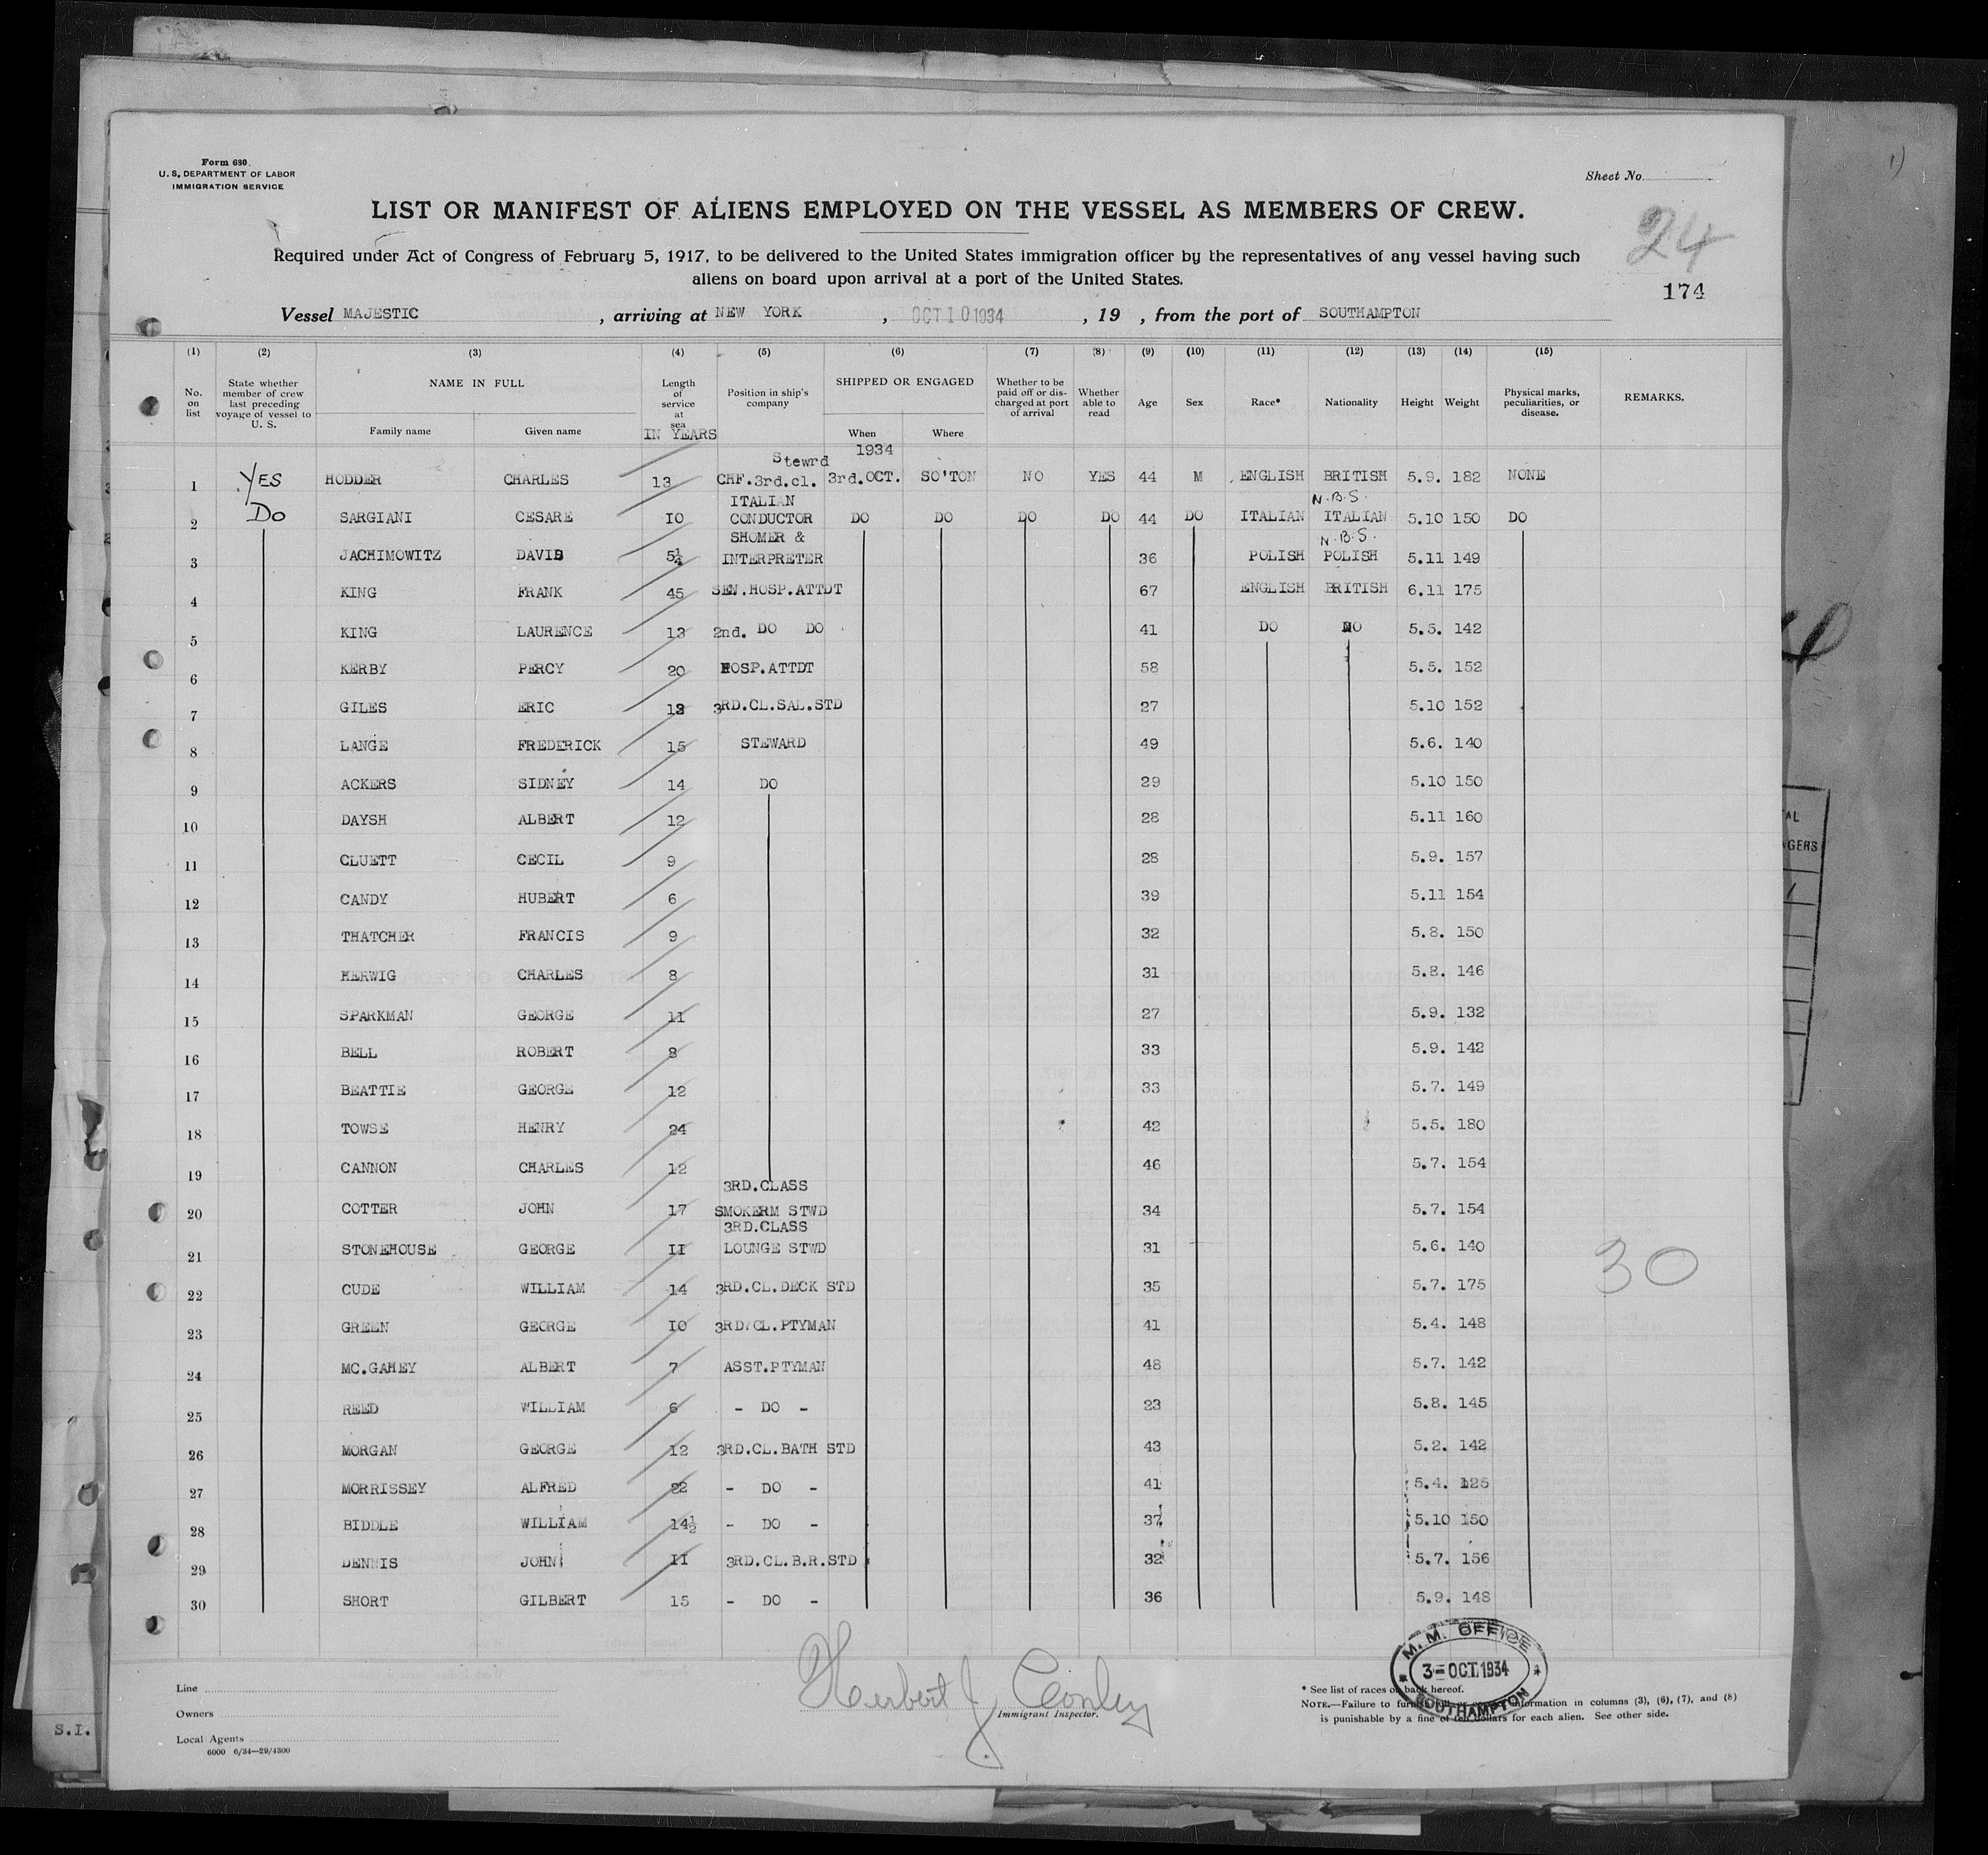 Form 680.
U. S. DEPARTMENT OF LABOR
IMMIGRATION SERVICE
Sheet No.
LIST OR MANIFEST OF ALIENS EMPLOYED ON THE VESSEL AS MEMBERS OF CREW.
24
Required under Act of Congress of February 5, 1917, to be delivered to the United States immigration officer by the representatives of any vessel having such
aliens on board upon arrival at a port of the United States.
174
Vessel MAJESTIC , arriving at NEW YORK , OCT 10 1934 , 19 , from the port of SOUTHAMPTON
(1) (2) (3) (4) (5) (6) (7) (8) (9) (10) (11) (12) (13) (14) (15)
No. on list
State whether member of crew last preceding voyage of vessel to U. S.
NAME IN FULL
Family name
Given name
Length of service at sea
IN YEARS
Position in ship's company
SHIPPED OR ENGAGED
When
Where
1934
Whether to be paid off or discharged at port of arrival
Whether able to read
Age
Sex
Race*
Nationality
Height
Weight
Physical marks, peculiarities, or disease.
REMARKS.
1 YES HODDER CHARLES 13 CHF.3rd.cl. Stewrd 3rd.OCT. SO'TON NO YES 44 M ENGLISH BRITISH 5.9. 182 NONE
2 DO SARGIANI CESARE IO ITALIAN CONDUCTOR DO DO DO DO 44 DO ITALIAN N.B.S. ITALIAN 5.10 150 DO
3 JACHIMOWITZ DAVID 5¼ SHOMER & INTERPRETER 36 POLISH N.B.S. POLISH 5.11 149
4 KING FRANK 45 SEN.HOSP.ATTDT 67 ENGLISH BRITISH 6.11 175
5 KING LAURENCE 13 2nd. DO DO 41 DO DO 5.5. 142
6 KERBY PERCY 20 HOSP.ATTDT 58 5.5. 152
7 GILES ERIC 3RD.CL.SAL.STD 27 5.10 152
8 LANGE FREDERICK 15 STEWARD 49 5.6. 140
9 ACKERS SIDNEY 14 DO 29 5.10 150
10 DAYSH ALBERT 12 28 5.11 160
11 CLUETT CECIL 9 28 5.9. 157
12 CANDY HUBERT 6 39 5.11 154
13 THATCHER FRANCIS 9 32 5.8. 150
14 HERWIG CHARLES 8 31 5.8. 146
15 SPARKMAN GEORGE 11 27 5.9. 132
16 BELL ROBERT 8 33 5.9. 142
17 BEATTIE GEORGE 12 33 5.7. 149
18 TOWSE HENRY 24 42 5.5. 180
19 CANNON CHARLES 12 46 5.7. 154
20 COTTER JOHN 17 3RD.CLASS SMOKERM STWD 34 5.7. 154
21 STONEHOUSE GEORGE II 3RD.CLASS LOUNGE STWD 31 5.6. 140
22 CUDE WILLIAM 14 3RD.CL.DECK STD 35 5.7. 175
23 GREEN GEORGE IO 3RD.CL.PTYMAN 41 5.4. 148
24 MC.GAHEY ALBERT 7 ASST.PTYMAN 48 5.7. 142
25 REED WILLIAM 6 - DO - 23 5.8. 145
26 MORGAN GEORGE 12 3RD.CL.BATH STD 43 5.2. 142
27 MORRISSEY ALFRED 22 - DO - 41 5.4. 125
28 BIDDLE WILLIAM 14½ - DO - 37 5.10 150
29 DENNIS JOHN II 3RD.CL.B.R.STD 32 5.7. 156
30 SHORT GILBERT 15 - DO - 36 5.9. 148
30
M.M. OFFICE
3-OCT.1934
SOUTHAMPTON
Line
Owners
Local Agents
6000 6/34—29/4300
Herbert J. Conley
Immigrant Inspector.
* See list of races on back hereof.
NOTE.—Failure to furnish information in columns (3), (6), (7), and (8)
is punishable by a fine of ten dollars for each alien. See other side.
S.I.
GERS